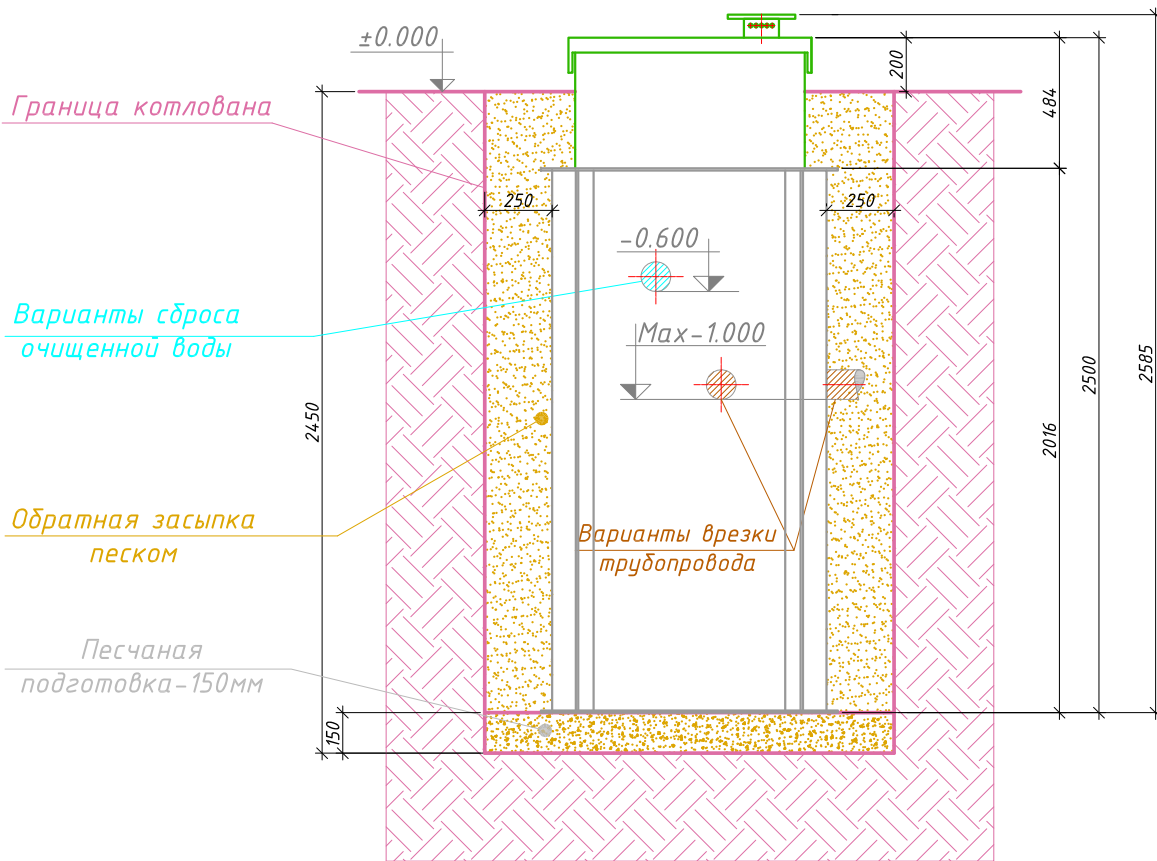 ±0.000
200
484
Граница котлована
250
250
-0.600
Варианты сброса
очищенной воды
Max-1.000
2585
2500
2450
2016
Обратная засыпка
песком
Варианты врезки
трубопровода
Песчаная
подготовка-150мм
150